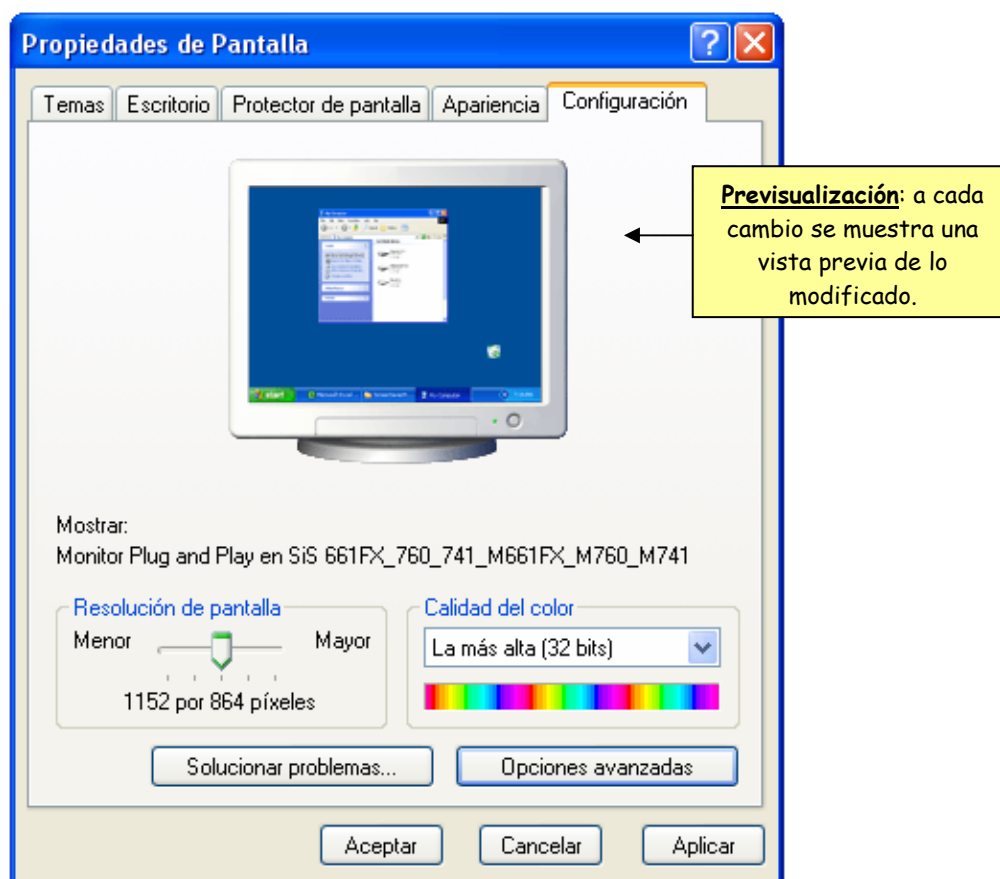 Propiedades de Pantalla
Temas Escritorio Protector de pantalla Apariencia Configuración
Previsualización: a cada
cambio se muestra una
vista previa de lo
modificado.
Mostrar:
Monitor Plug and Play en SiS 661FX_760_741_M661FX_M760_M741
Resolución de pantalla
Menor Mayor
1152 por 864 píxeles
Calidad del color
La más alta (32 bits)
Solucionar problemas... Opciones avanzadas
Aceptar Cancelar Aplicar